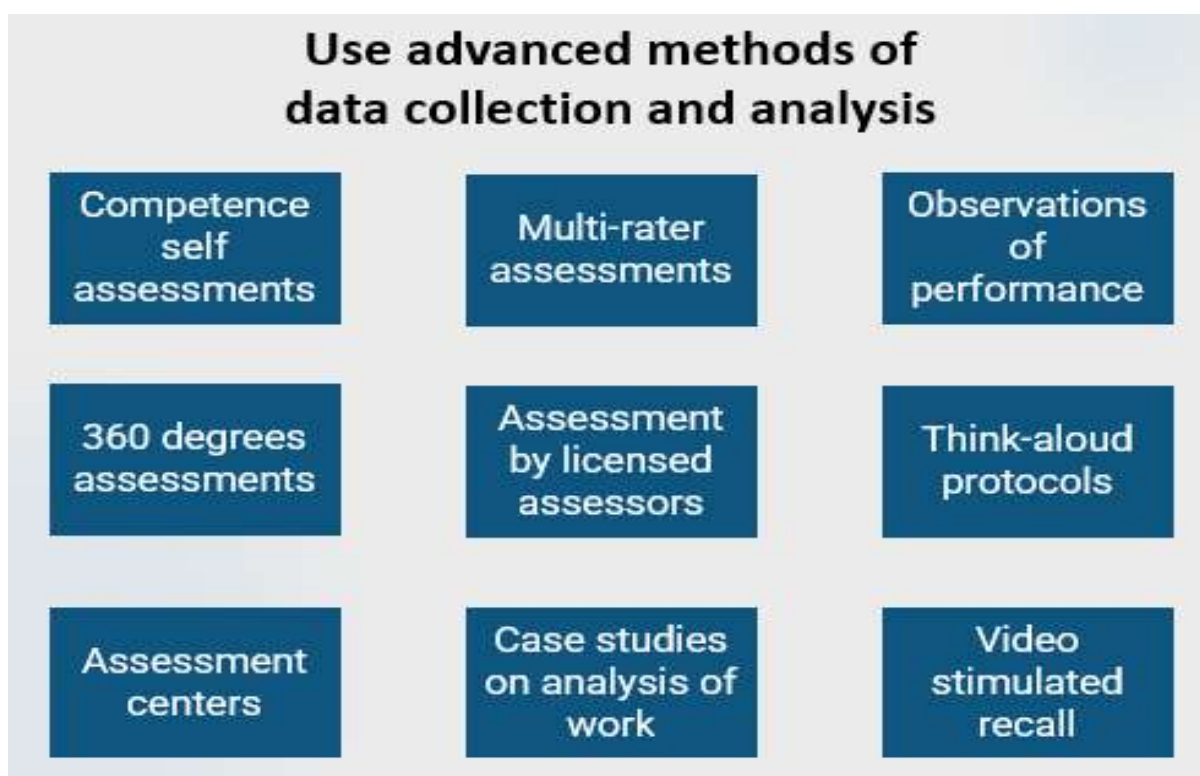 Use advanced methods of
data collection and analysis
Competence
self
assessments
Multi-rater
assessments
Observations
of
performance
360 degrees
assessments
Assessment
by licensed
assessors
Think-aloud
protocols
Assessment
centers
Case studies
on analysis of
work
Video
stimulated
recall